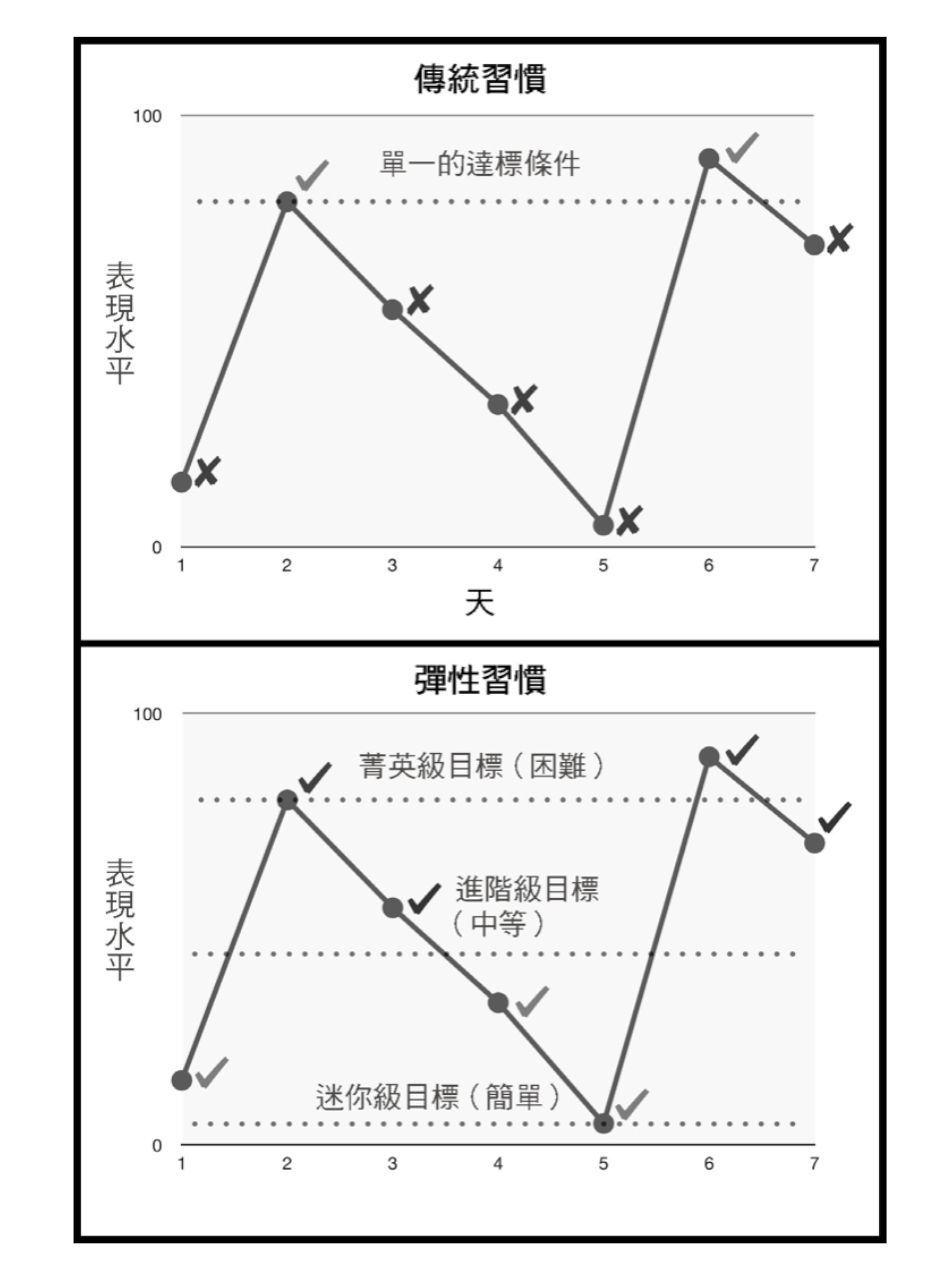 傳統習慣
100
單一的達標條件
表現水平
0
1 2 3 4 5 6 7
天
彈性習慣
100
菁英級目標（困難）
進階級目標
（中等）
表現水平
迷你級目標（簡單）
0
1 2 3 4 5 6 7